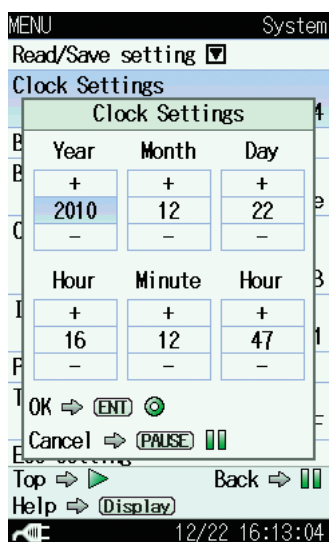 MENU System
Read/Save setting
Clock Settings
Clock Settings
Year Month Day
+ + +
2010 12 22
− − −
Hour Minute Hour
+ + +
16 12 47
− − −
OK ⇨ ENT
Cancel ⇨ PAUSE
Top ⇨ Back ⇨
Help ⇨ Display
12/22 16:13:04